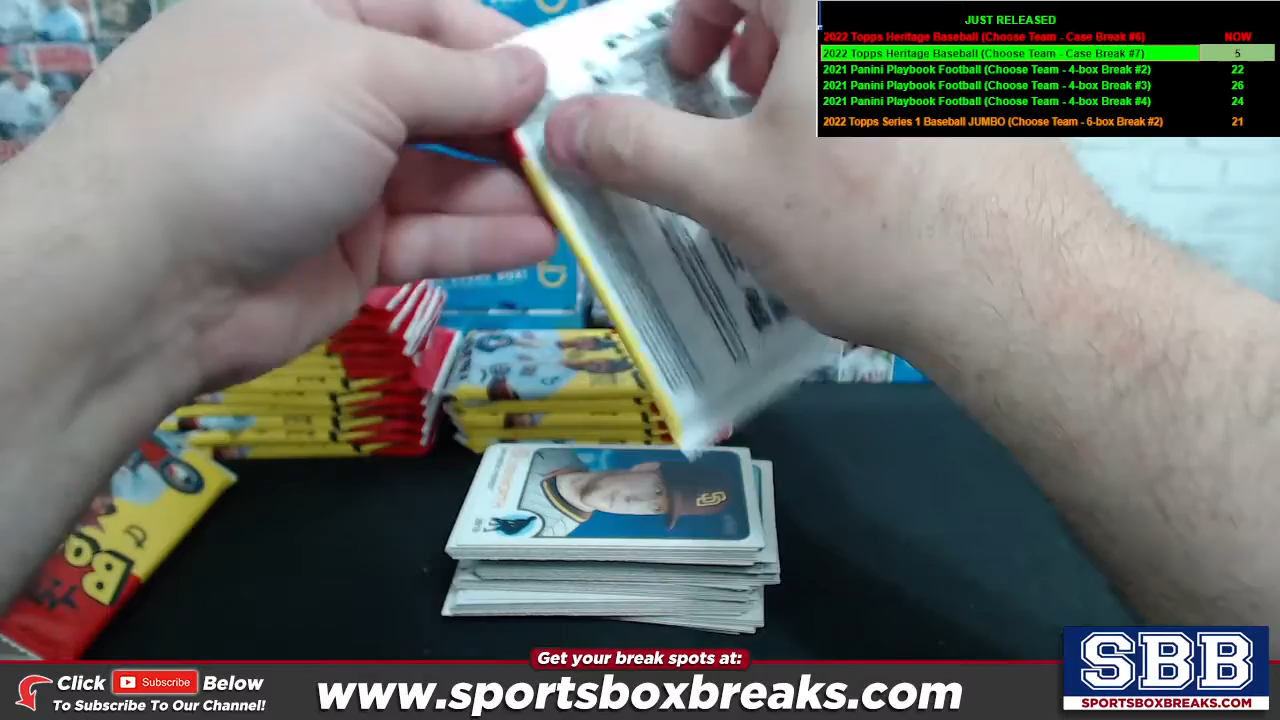 JUST RELEASED
2022 Topps Heritage Baseball (Choose Team - Case Break #6) NOW
2022 Topps Heritage Baseball (Choose Team - Case Break #7) 5
2021 Panini Playbook Football (Choose Team - 4-box Break #2) 22
2021 Panini Playbook Football (Choose Team - 4-box Break #3) 26
2021 Panini Playbook Football (Choose Team - 4-box Break #4) 24
2022 Topps Series 1 Baseball JUMBO (Choose Team - 6-box Break #2) 21
Get your break spots at:
Click Subscribe Below
To Subscribe To Our Channel!
www.sportsboxbreaks.com
SBB
SPORTSBOXBREAKS.COM